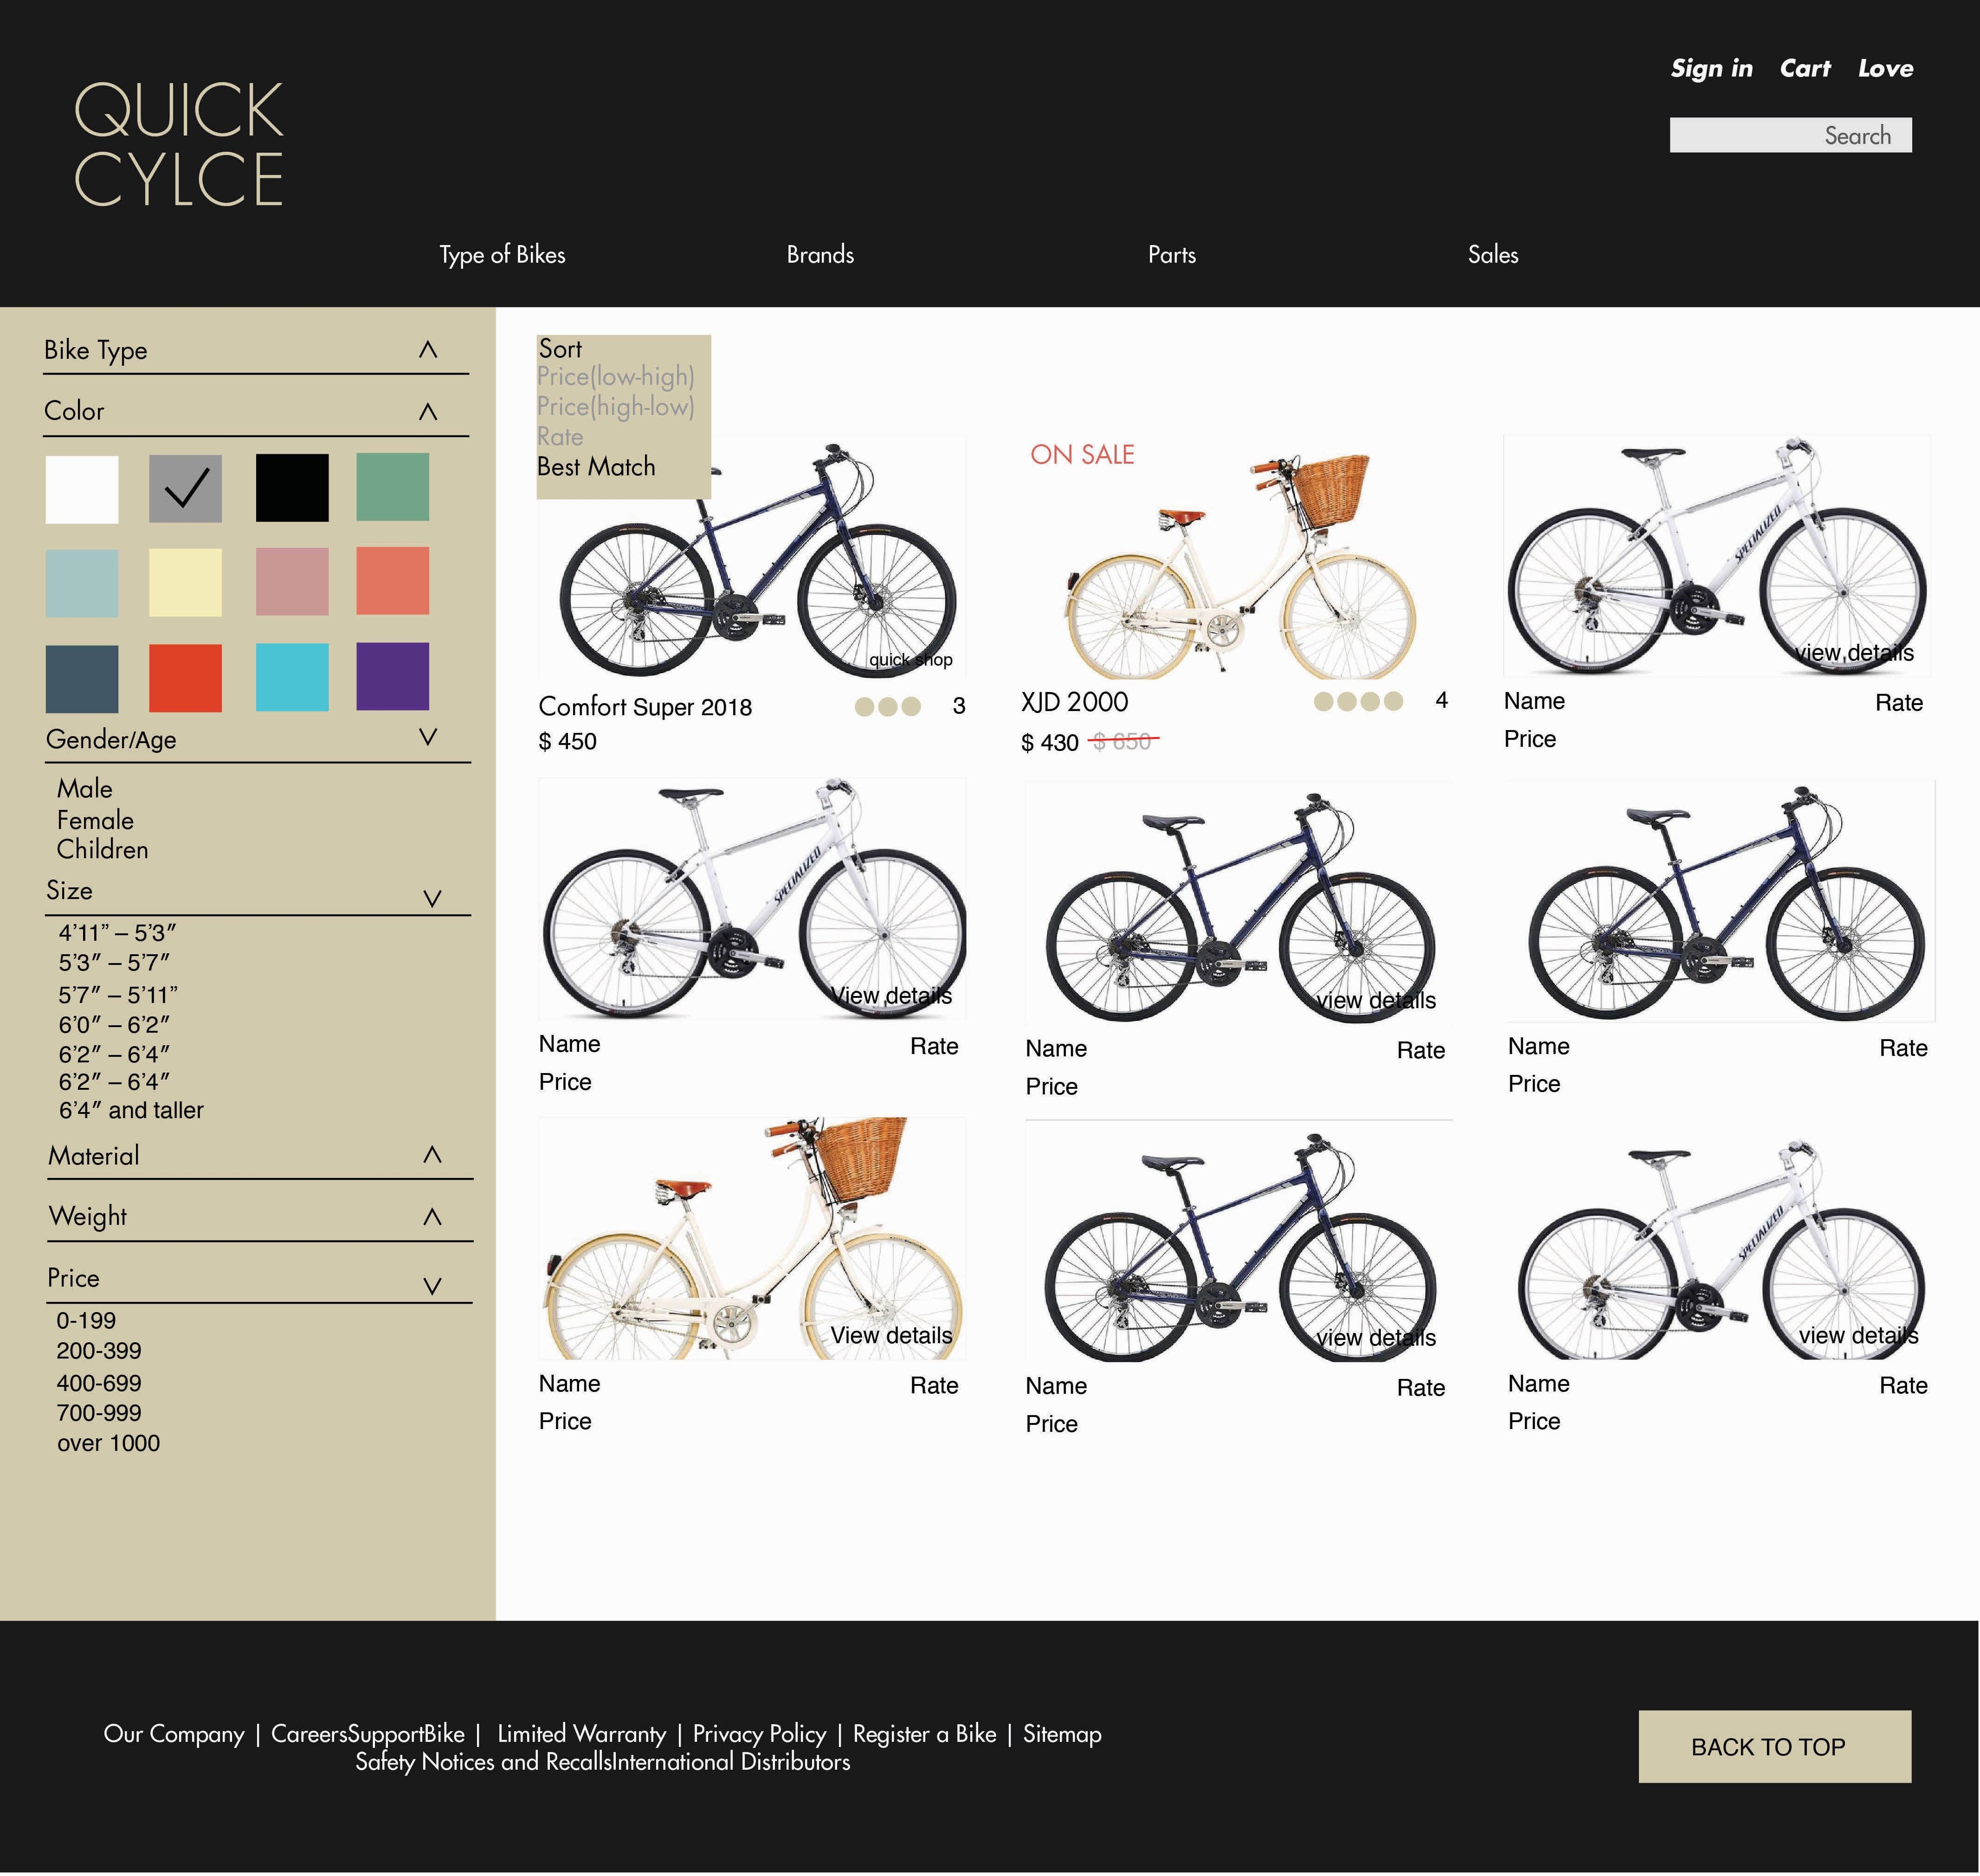 QUICK
CYLCE
Sign in Cart Love
Search
Type of Bikes Brands Parts Sales
Bike Type
Color
Gender/Age
Male
Female
Children
Size
4’11” – 5’3″
5’3″ – 5’7″
5’7″ – 5’11”
6’0″ – 6’2″
6’2″ – 6’4″
6’2″ – 6’4″
6’4″ and taller
Material
Weight
Price
0-199
200-399
400-699
700-999
over 1000
Sort
Price(low-high)
Price(high-low)
Rate
Best Match
quick shop
Comfort Super 2018 3
$ 450
ON SALE
XJD 2000 4
$ 430 $ 650
SPECIALIZED
view details
Name Rate
Price
SPECIALIZED
View details
Name Rate
Price
view details
Name Rate
Price
Name Rate
Price
View details
Name Rate
Price
view details
Name Rate
Price
SPECIALIZED
view details
Name Rate
Price
Our Company | CareersSupportBike | Limited Warranty | Privacy Policy | Register a Bike | Sitemap
Safety Notices and RecallsInternational Distributors
BACK TO TOP